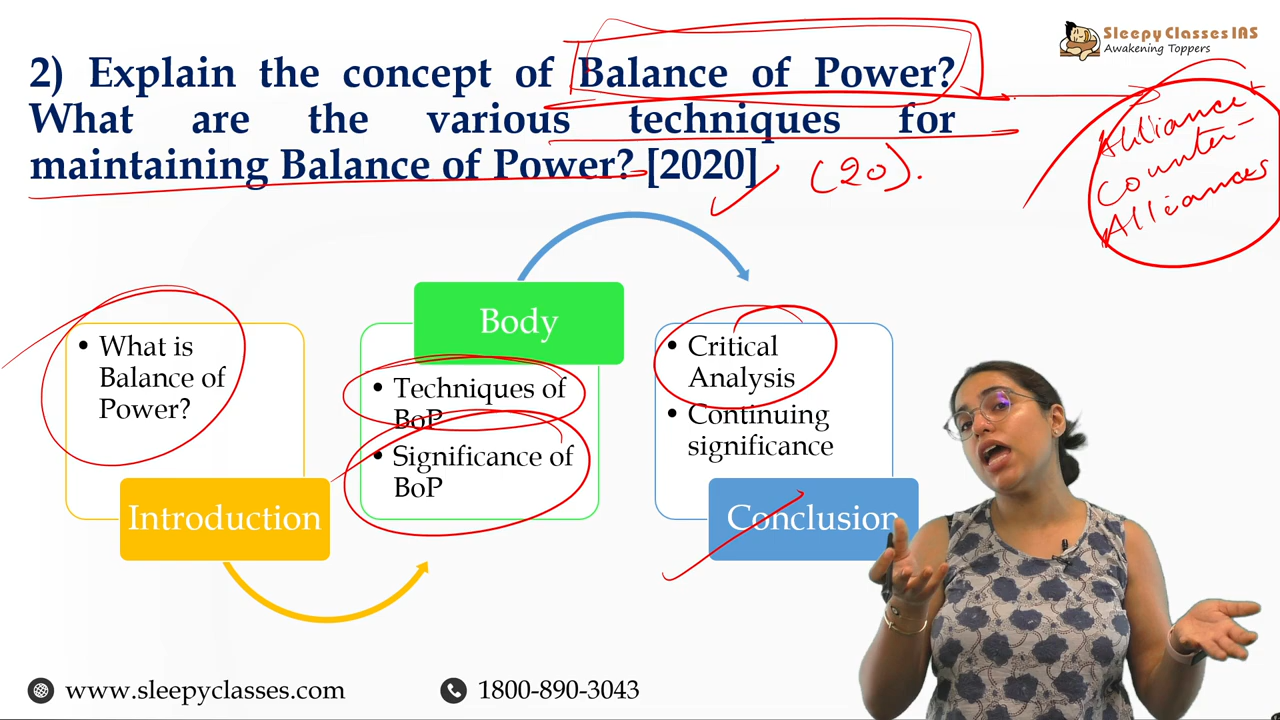 Sleepy Classes IAS
Awakening Toppers
2) Explain the concept of Balance of Power?
What are the various techniques for
maintaining Balance of Power? [2020]
(20).
Alliance
Counter-
Alliances
Body
• What is
Balance of
Power?
Introduction
• Techniques of
BoP
• Significance of
BoP
• Critical
Analysis
• Continuing
significance
Conclusion
www.sleepyclasses.com
1800-890-3043